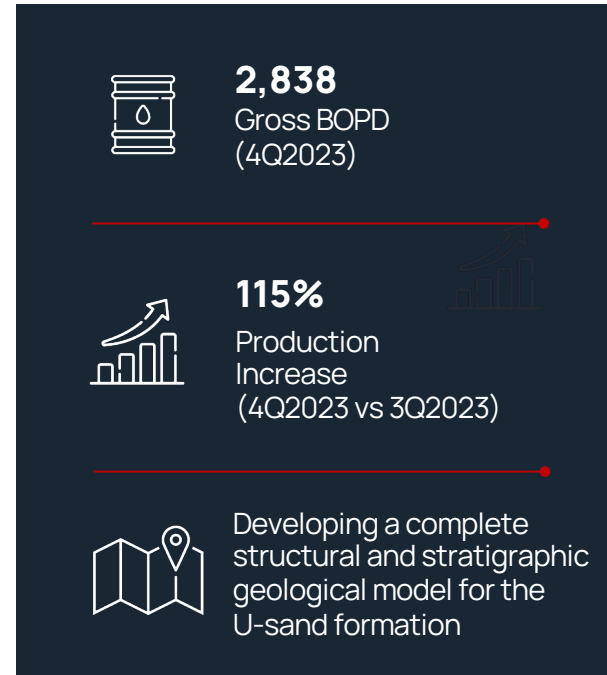 2,838
Gross BOPD
(4Q2023)
115%
Production
Increase
(4Q2023 vs 3Q2023)
Developing a complete
structural and stratigraphic
geological model for the
U-sand formation